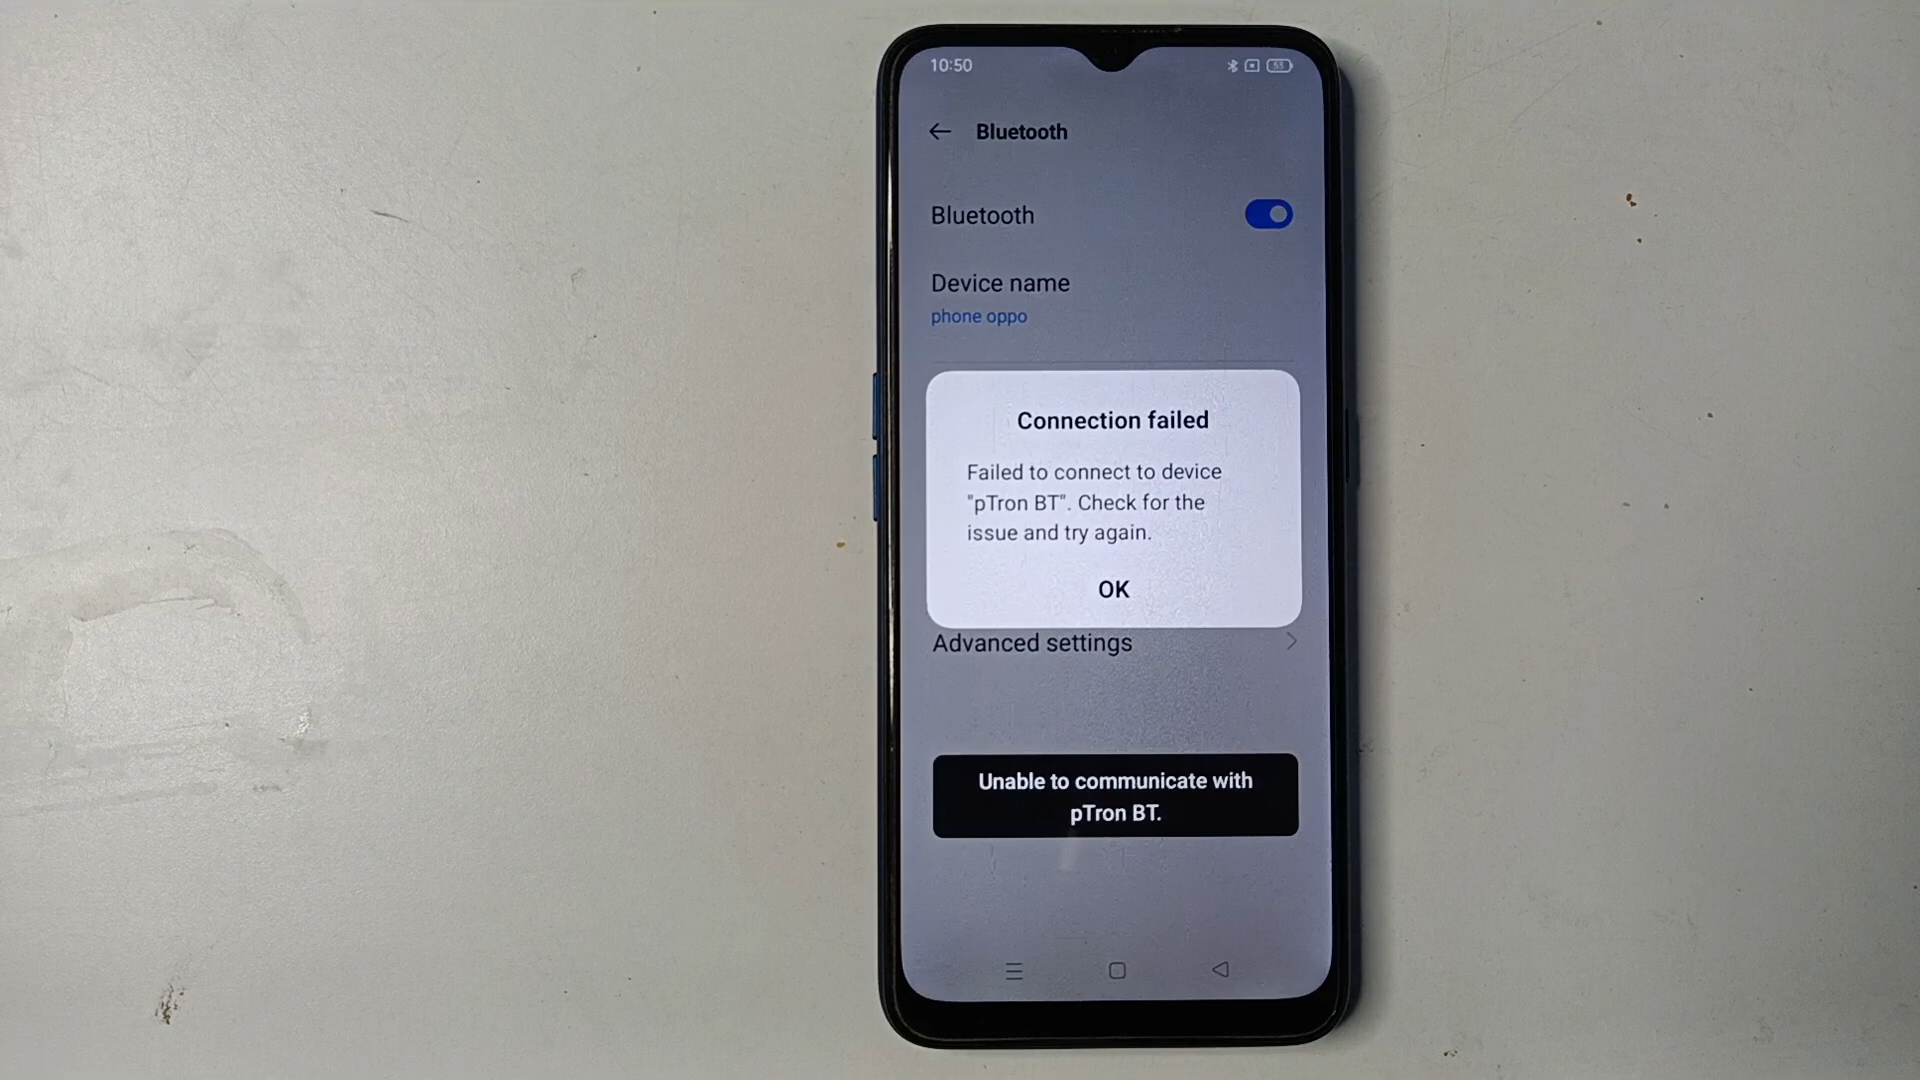 10:50
53
Bluetooth
Bluetooth
Device name
phone oppo
Connection failed
Failed to connect to device
"pTron BT". Check for the
issue and try again.
OK
Advanced settings
Unable to communicate with
pTron BT.